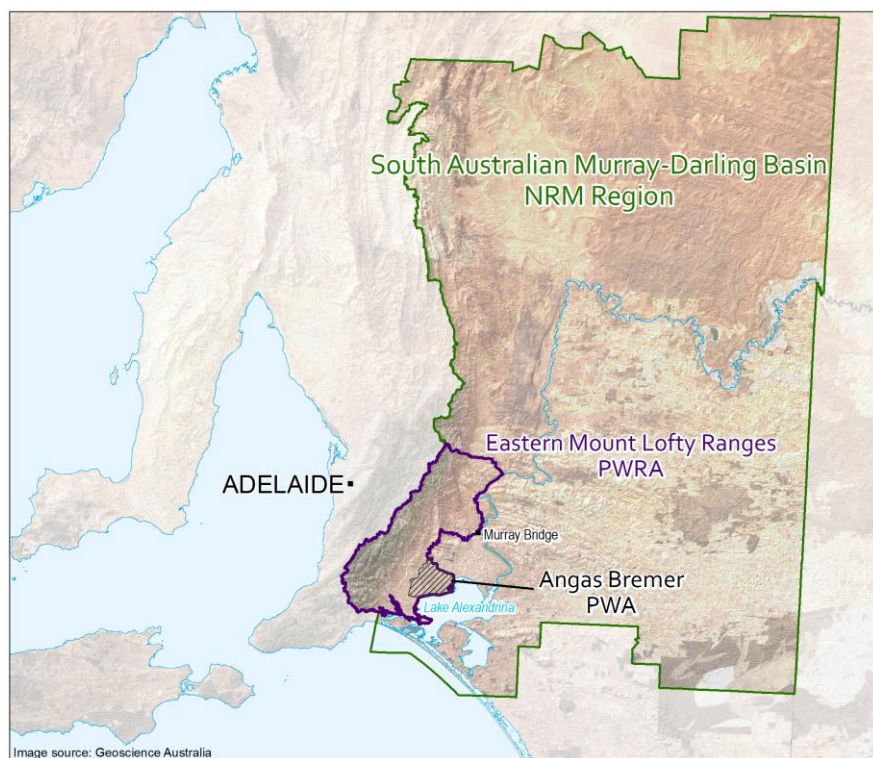 South Australian Murray-Darling Basin
NRM Region
Eastern Mount Lofty Ranges
PWRA
ADELAIDE
Murray Bridge
Angas Bremer
PWA
Lake Alexandrina
Image source: Geoscience Australia